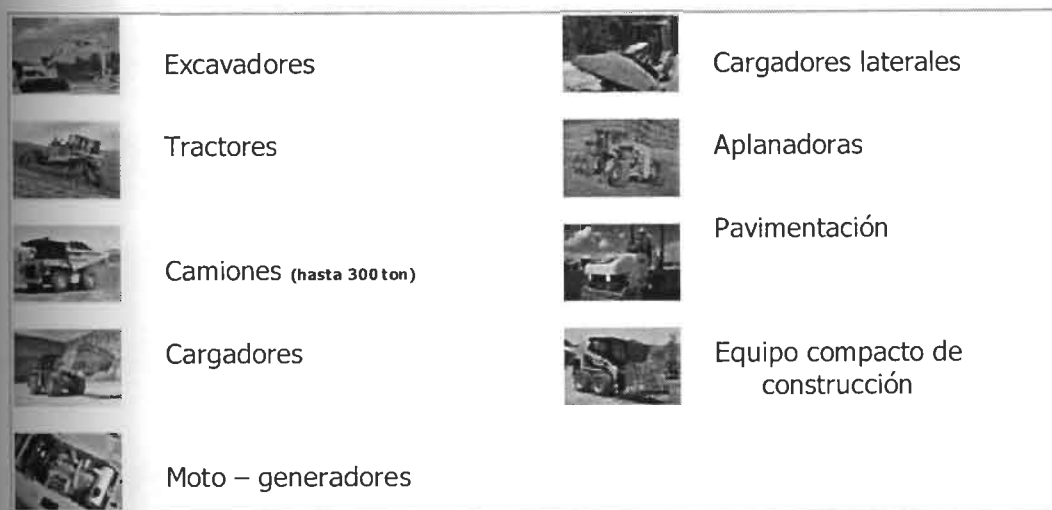 Excavadores
Tractores
Camiones (hasta 300 ton)
Cargadores
Moto – generadores
Cargadores laterales
Aplanadoras
Pavimentación
Equipo compacto de
construcción